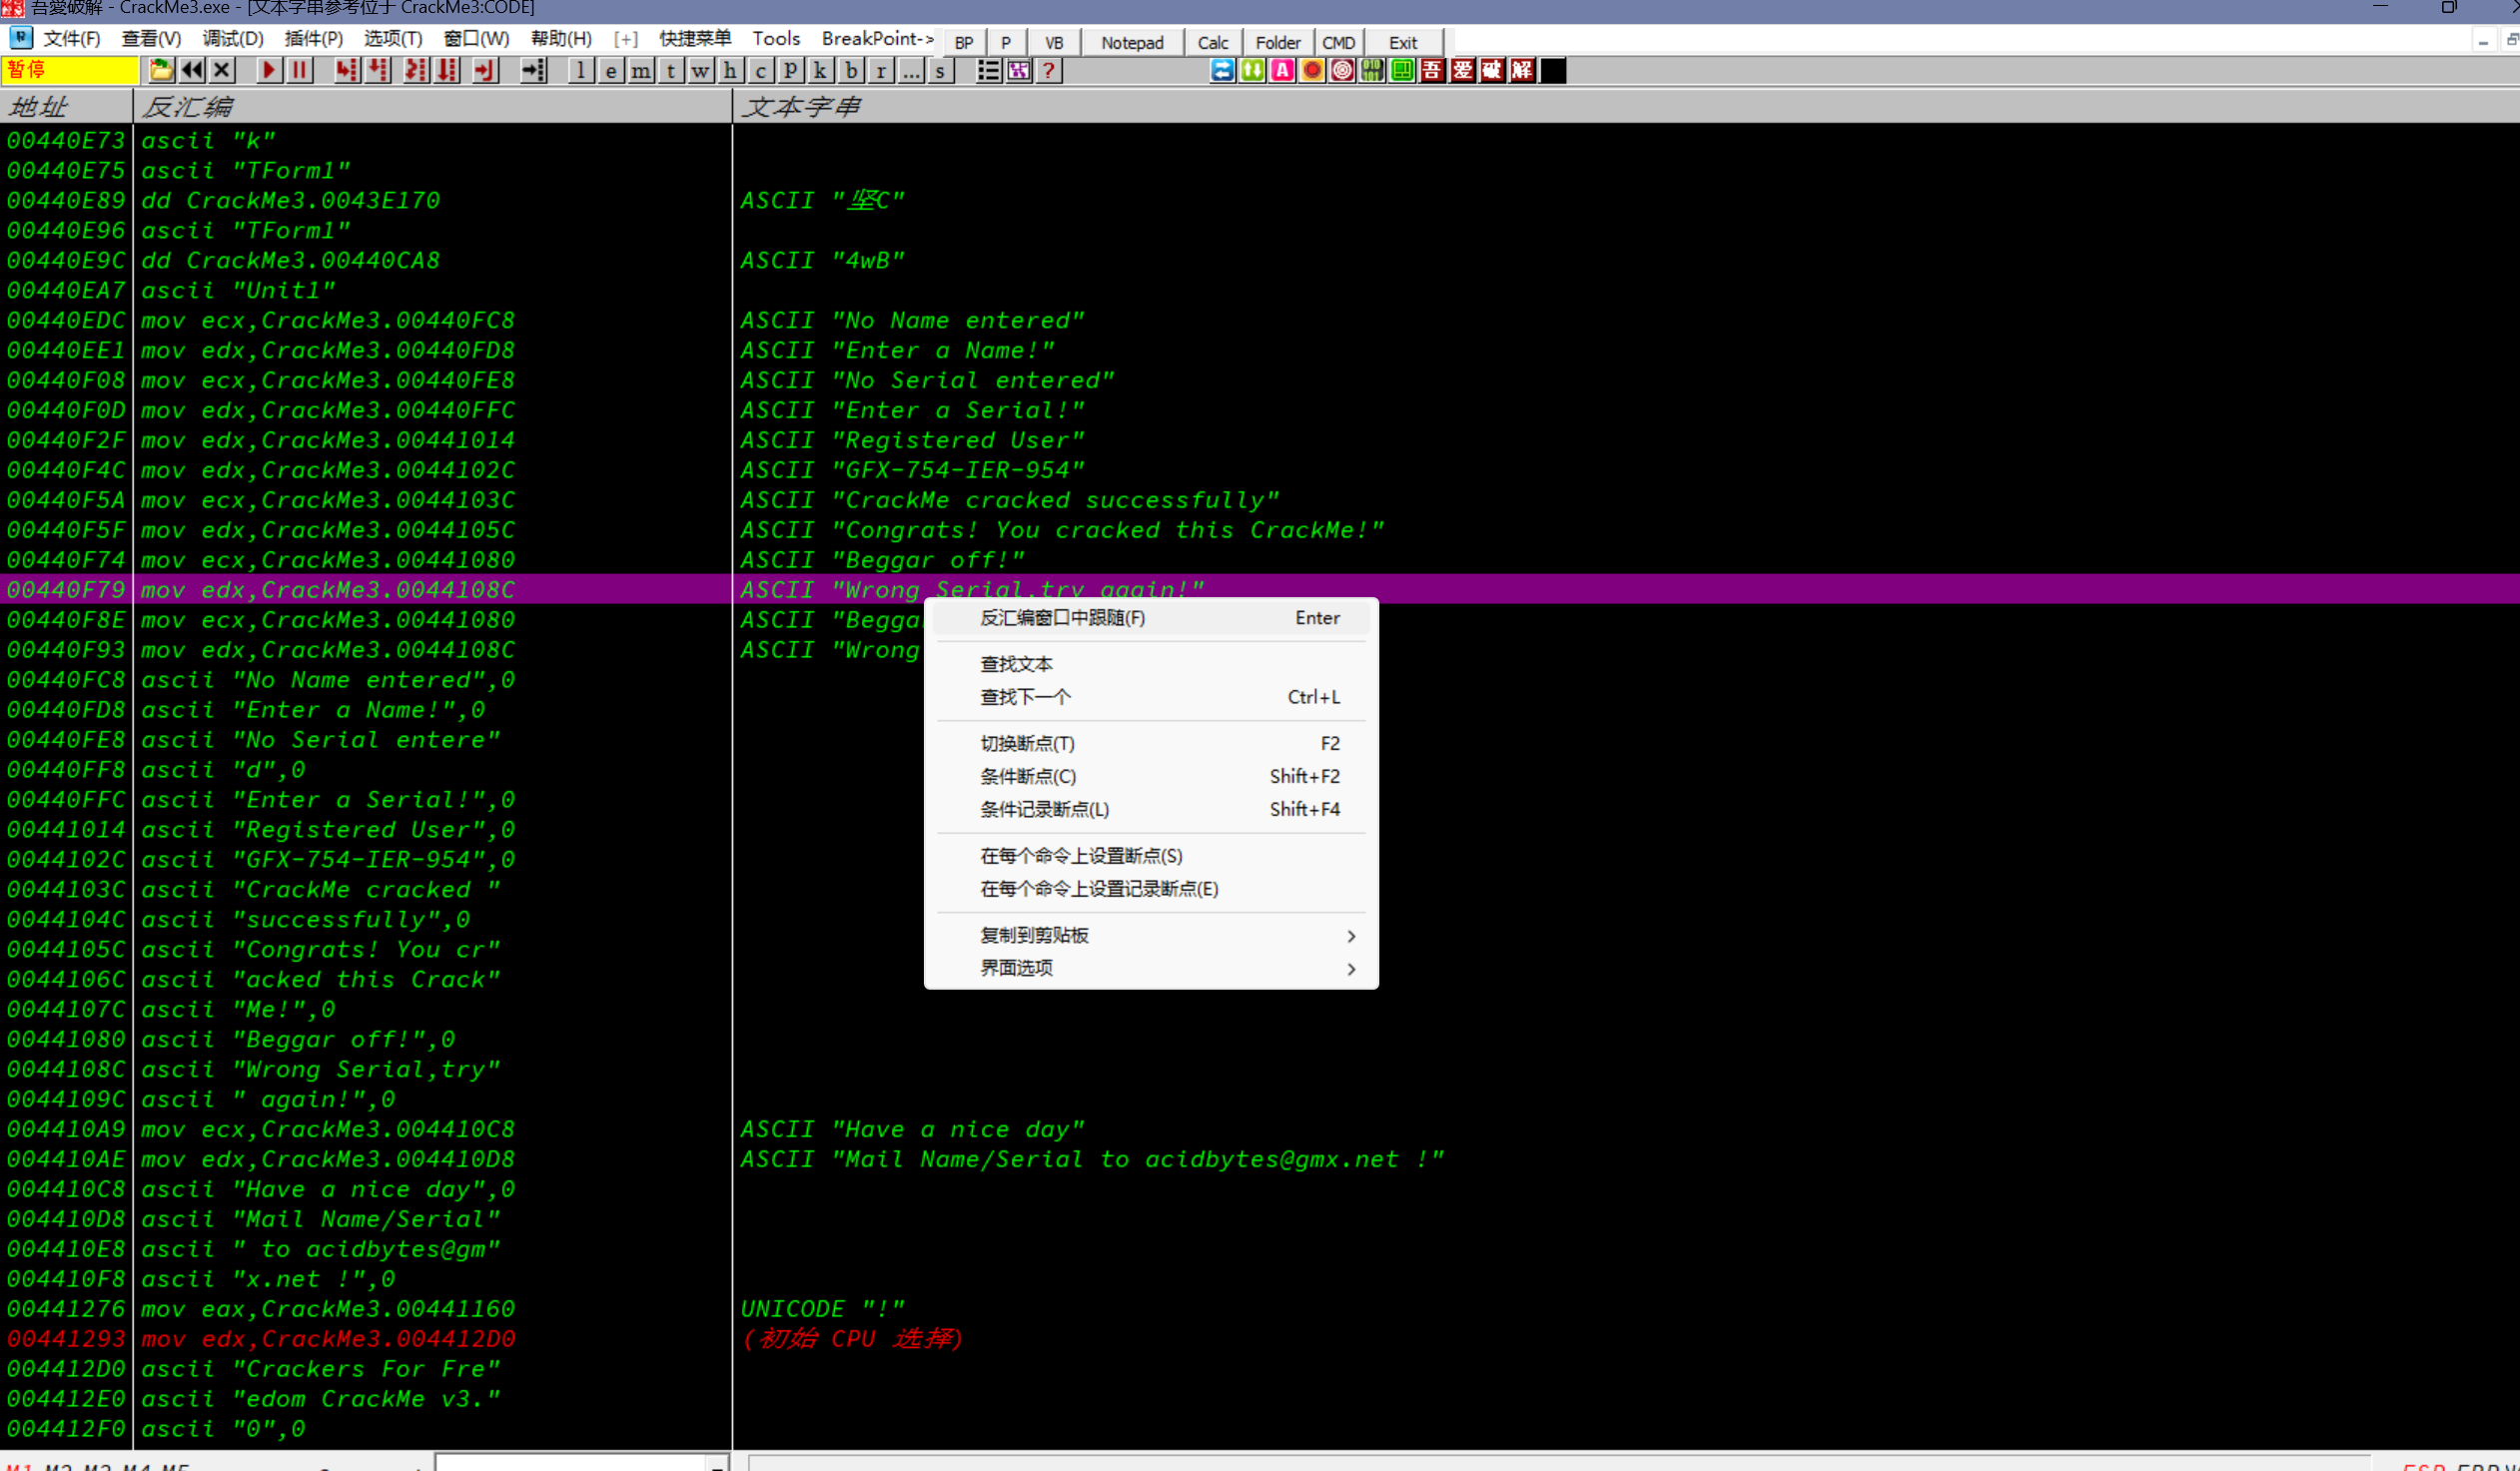 吾愛破解 - CrackMe3.exe - [文本字串参考位于 CrackMe3:CODE]
文件(F) 查看(V) 调试(D) 插件(P) 选项(T) 窗口(W) 帮助(H) [+] 快捷菜单 Tools BreakPoint-> BP P VB Notepad Calc Folder CMD Exit
暂停 l e m t w h c p k b r ... s ? A 吾 爱 破 解
地址 反汇编 文本字串
00440E73 ascii "k"
00440E75 ascii "TForm1"
00440E89 dd CrackMe3.0043E170 ASCII "坚C"
00440E96 ascii "TForm1"
00440E9C dd CrackMe3.00440CA8 ASCII "4wB"
00440EA7 ascii "Unit1"
00440EDC mov ecx,CrackMe3.00440FC8 ASCII "No Name entered"
00440EE1 mov edx,CrackMe3.00440FD8 ASCII "Enter a Name!"
00440F08 mov ecx,CrackMe3.00440FE8 ASCII "No Serial entered"
00440F0D mov edx,CrackMe3.00440FFC ASCII "Enter a Serial!"
00440F2F mov edx,CrackMe3.00441014 ASCII "Registered User"
00440F4C mov edx,CrackMe3.0044102C ASCII "GFX-754-IER-954"
00440F5A mov ecx,CrackMe3.0044103C ASCII "CrackMe cracked successfully"
00440F5F mov edx,CrackMe3.0044105C ASCII "Congrats! You cracked this CrackMe!"
00440F74 mov ecx,CrackMe3.00441080 ASCII "Beggar off!"
00440F79 mov edx,CrackMe3.0044108C ASCII "Wrong Serial,try again!"
00440F8E mov ecx,CrackMe3.00441080 ASCII "Begga
00440F93 mov edx,CrackMe3.0044108C ASCII "Wrong
00440FC8 ascii "No Name entered",0
00440FD8 ascii "Enter a Name!",0
00440FE8 ascii "No Serial entere"
00440FF8 ascii "d",0
00440FFC ascii "Enter a Serial!",0
00441014 ascii "Registered User",0
0044102C ascii "GFX-754-IER-954",0
0044103C ascii "CrackMe cracked "
0044104C ascii "successfully",0
0044105C ascii "Congrats! You cr"
0044106C ascii "acked this Crack"
0044107C ascii "Me!",0
00441080 ascii "Beggar off!",0
0044108C ascii "Wrong Serial,try"
0044109C ascii " again!",0
004410A9 mov ecx,CrackMe3.004410C8 ASCII "Have a nice day"
004410AE mov edx,CrackMe3.004410D8 ASCII "Mail Name/Serial to acidbytes@gmx.net !"
004410C8 ascii "Have a nice day",0
004410D8 ascii "Mail Name/Serial"
004410E8 ascii " to acidbytes@gm"
004410F8 ascii "x.net !",0
00441276 mov eax,CrackMe3.00441160 UNICODE "!"
00441293 mov edx,CrackMe3.004412D0 (初始 CPU 选择)
004412D0 ascii "Crackers For Fre"
004412E0 ascii "edom CrackMe v3."
004412F0 ascii "0",0
反汇编窗口中跟随(F) Enter
查找文本
查找下一个 Ctrl+L
切换断点(T) F2
条件断点(C) Shift+F2
条件记录断点(L) Shift+F4
在每个命令上设置断点(S)
在每个命令上设置记录断点(E)
复制到剪贴板
界面选项
M1 M2 M3 M4 M5